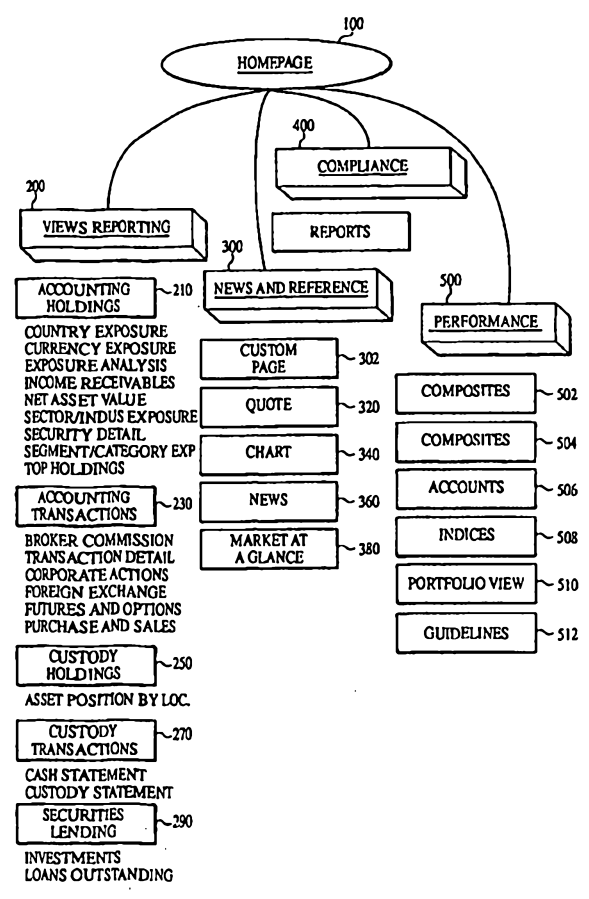 100
HOMEPAGE
400
COMPLIANCE
REPORTS
200
VIEWS REPORTING
ACCOUNTING
HOLDINGS
210
COUNTRY EXPOSURE
CURRENCY EXPOSURE
EXPOSURE ANALYSIS
INCOME RECEIVABLES
NET ASSET VALUE
SECTOR/INDUS EXPOSURE
SECURITY DETAIL
SEGMENT/CATEGORY EXP
TOP HOLDINGS
ACCOUNTING
TRANSACTIONS
230
BROKER COMMISSION
TRANSACTION DETAIL
CORPORATE ACTIONS
FOREIGN EXCHANGE
FUTURES AND OPTIONS
PURCHASE AND SALES
CUSTODY
HOLDINGS
250
ASSET POSITION BY LOC.
CUSTODY
TRANSACTIONS
270
CASH STATEMENT
CUSTODY STATEMENT
SECURITIES
LENDING
290
INVESTMENTS
LOANS OUTSTANDING
300
NEWS AND REFERENCE
CUSTOM
PAGE
302
QUOTE
320
CHART
340
NEWS
360
MARKET AT
A GLANCE
380
500
PERFORMANCE
COMPOSITES
502
COMPOSITES
504
ACCOUNTS
506
INDICES
508
PORTFOLIO VIEW
510
GUIDELINES
512